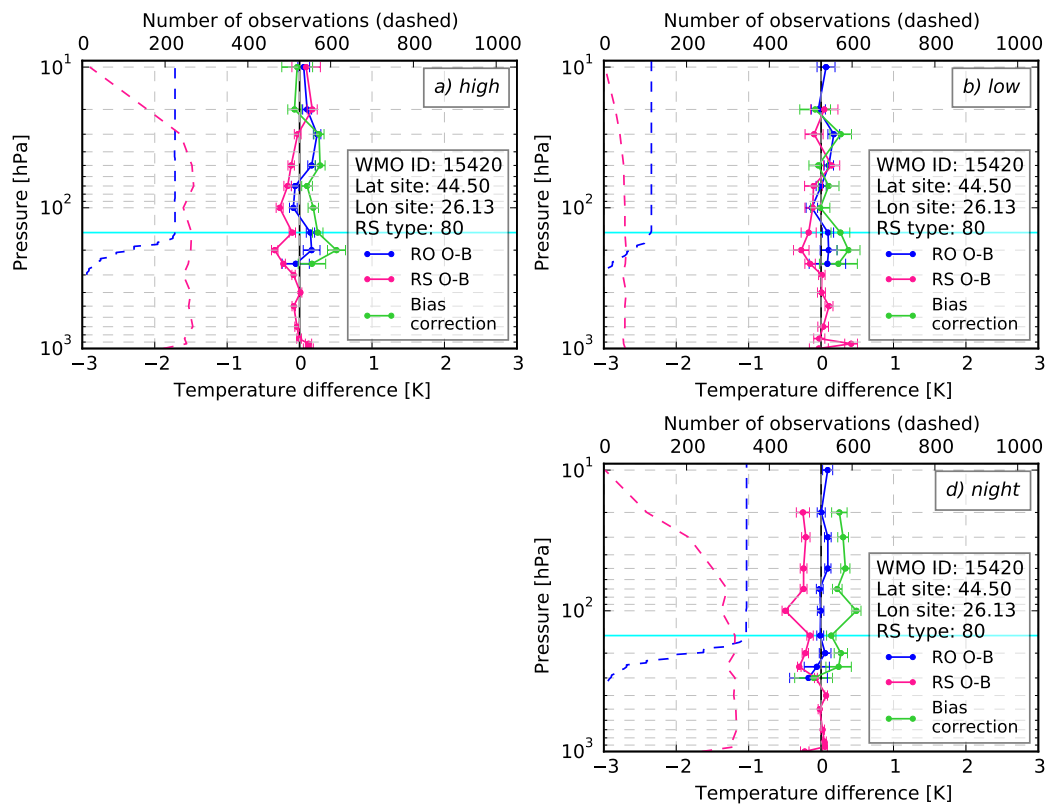 Number of observations (dashed)
0 200 400 600 800 1000
10¹
10²
10³
Pressure [hPa]
a) high
WMO ID: 15420
Lat site: 44.50
Lon site: 26.13
RS type: 80
RO O-B
RS O-B
Bias
correction
−3 −2 −1 0 1 2 3
Temperature difference [K]
Number of observations (dashed)
0 200 400 600 800 1000
10¹
10²
10³
Pressure [hPa]
b) low
WMO ID: 15420
Lat site: 44.50
Lon site: 26.13
RS type: 80
RO O-B
RS O-B
Bias
correction
−3 −2 −1 0 1 2 3
Temperature difference [K]
Number of observations (dashed)
0 200 400 600 800 1000
10¹
10²
10³
Pressure [hPa]
d) night
WMO ID: 15420
Lat site: 44.50
Lon site: 26.13
RS type: 80
RO O-B
RS O-B
Bias
correction
−3 −2 −1 0 1 2 3
Temperature difference [K]